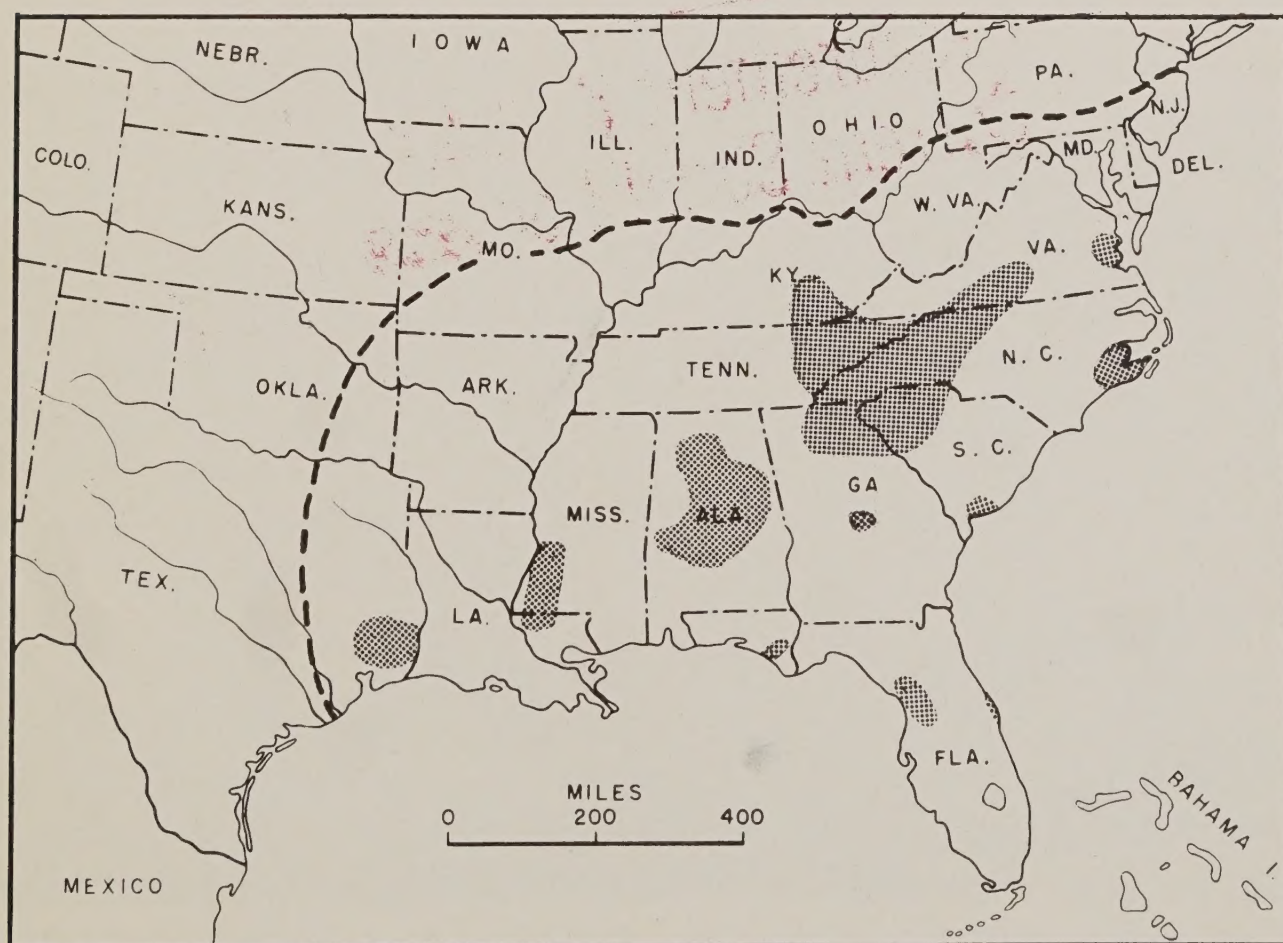 NEBR.
IOWA
PA.
ILL.
IND.
OHIO
N.J.
COLO.
MD.
DEL.
KANS.
W. VA.
MO.
VA.
KY.
OKLA.
ARK.
TENN.
N. C.
S. C.
GA
MISS.
ALA.
TEX.
LA.
FLA.
MILES
0 200 400
BAHAMA I.
MEXICO